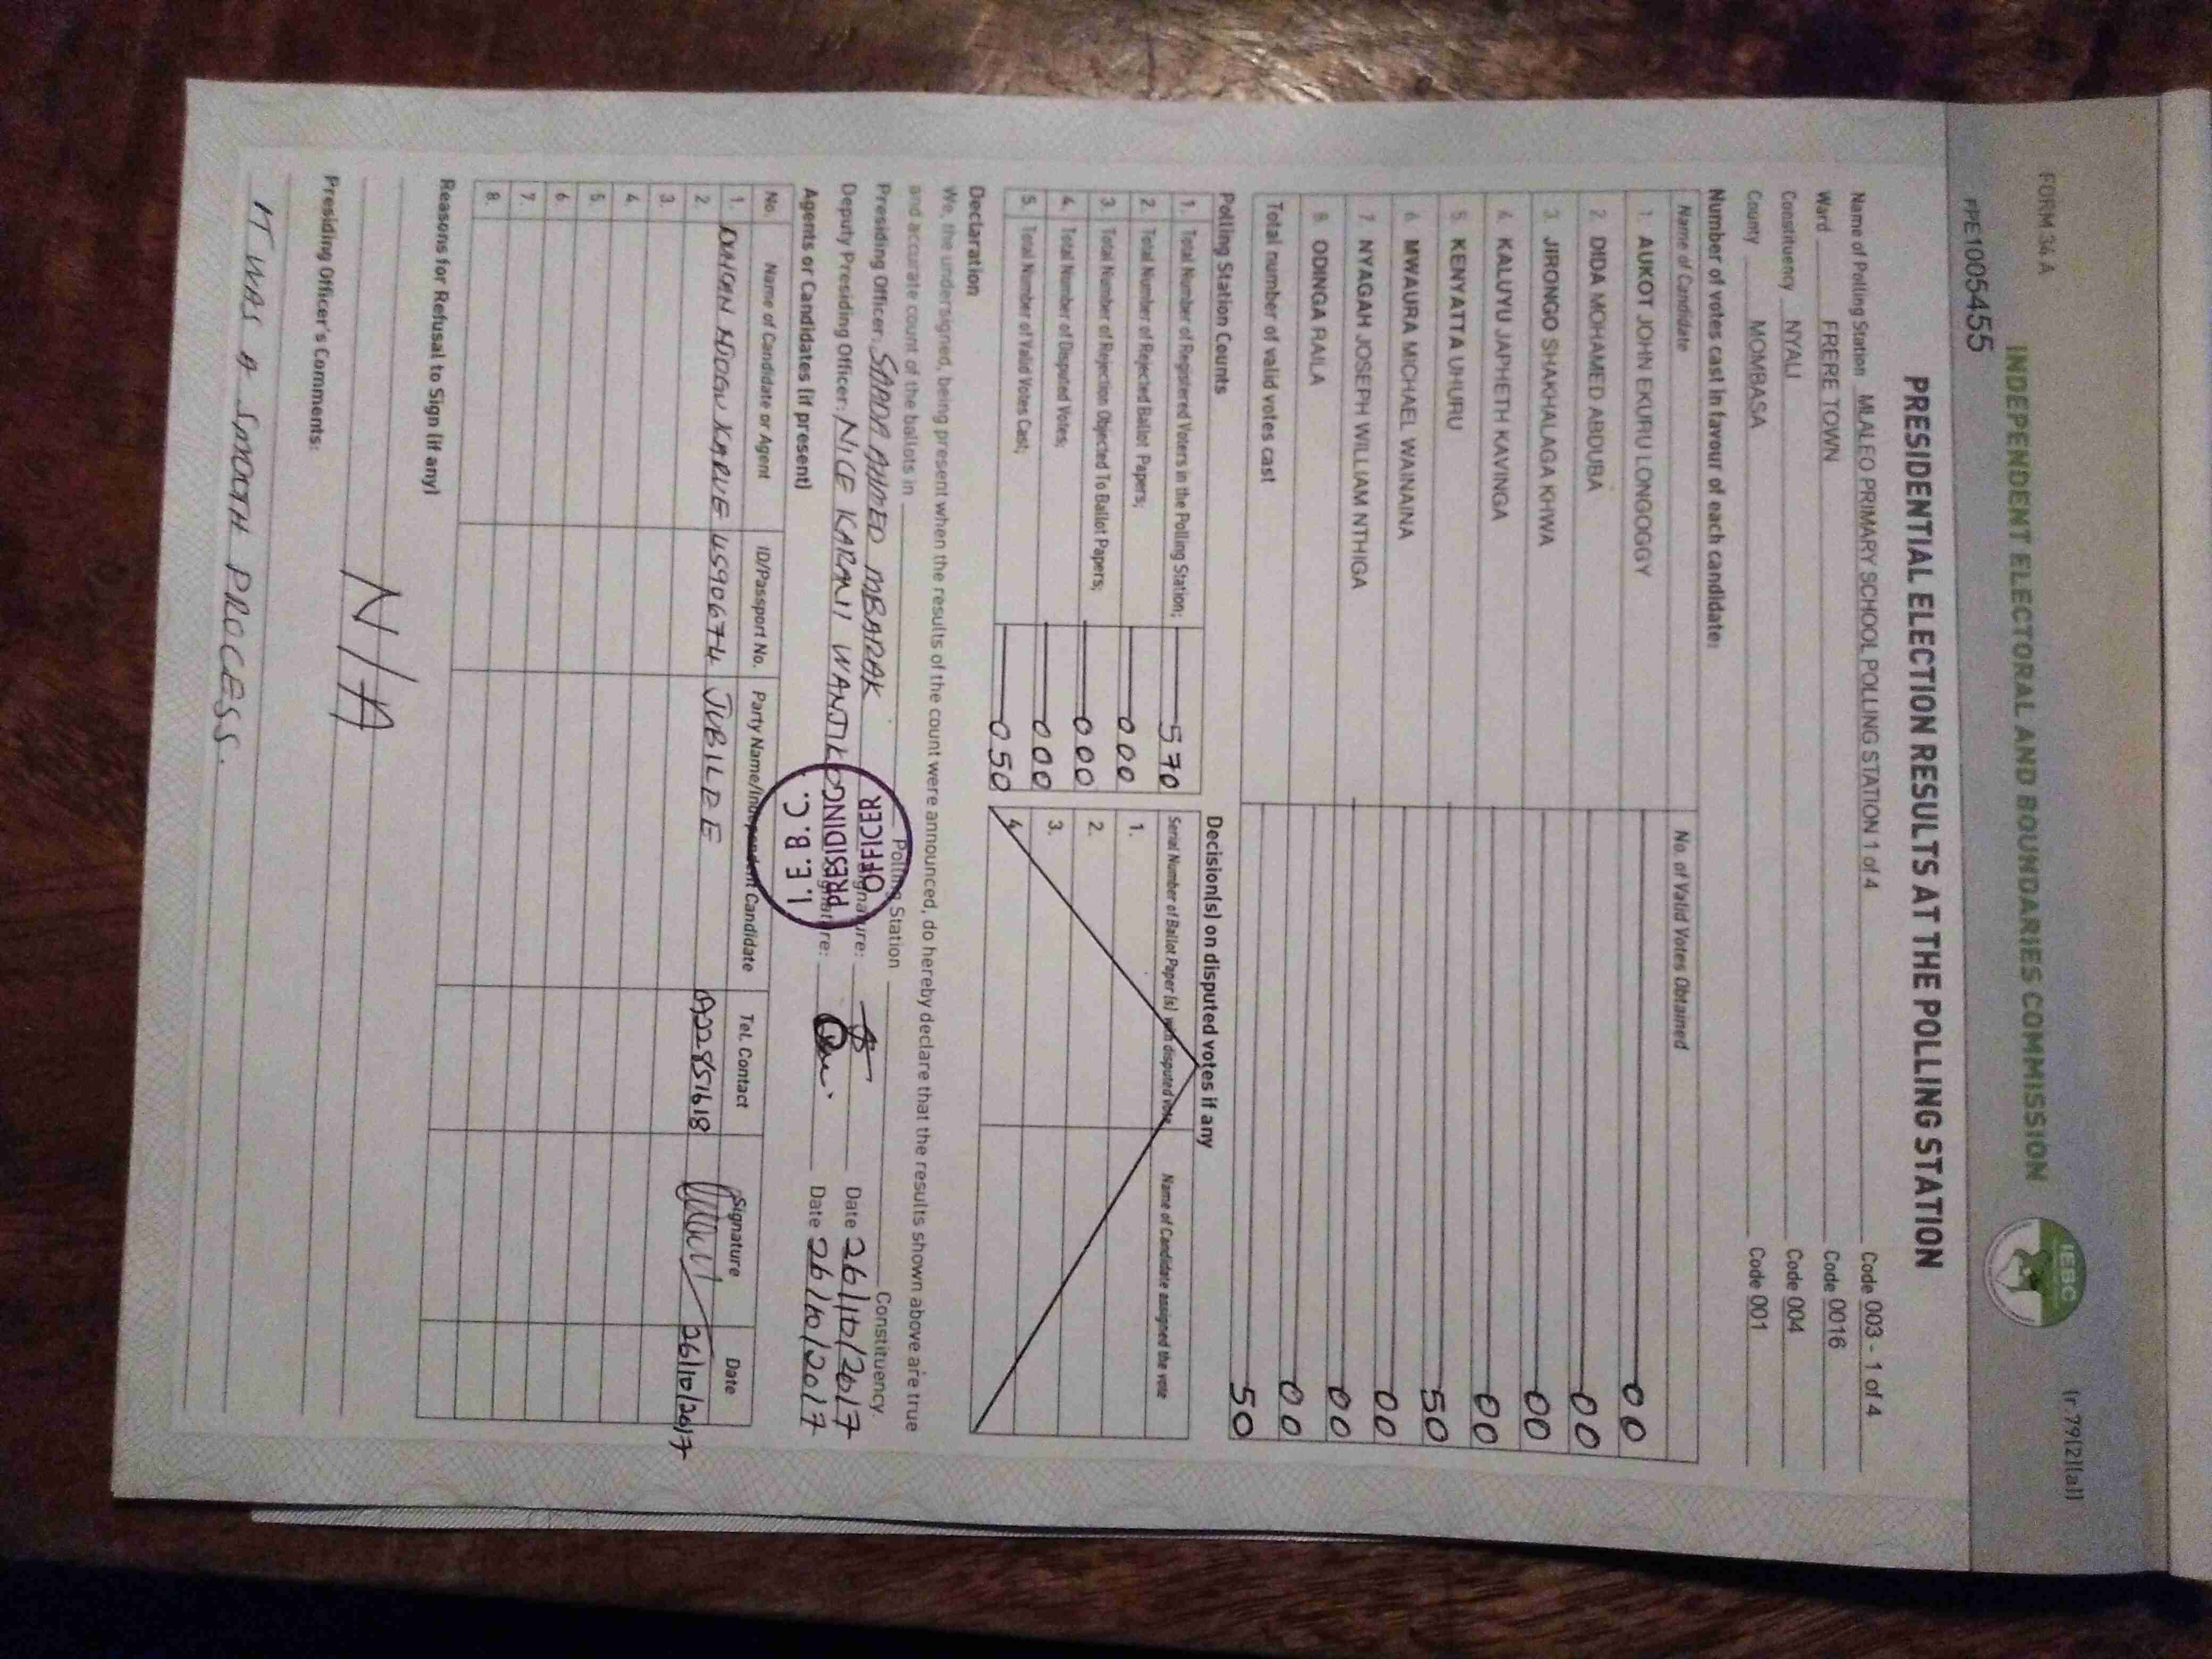 FORM 34 A
(r 79(2)(a))
INDEPENDENT ELECTORAL AND BOUNDARIES COMMISSION
IEBC
PPE1005455
PRESIDENTIAL ELECTION RESULTS AT THE POLLING STATION
Name of Polling Station MLALEO PRIMARY SCHOOL POLLING STATION 1 of 4 Code 003 - 1 of 4
Ward FRERE TOWN Code 0016
Constituency NYALI Code 004
County MOMBASA Code 001
Number of votes cast in favour of each candidate:
Name of Candidate No. of Valid Votes Obtained
1. AUKOT JOHN EKURU LONGOGGY 00
2. DIDA MOHAMED ABDUBA 00
3. JIRONGO SHAKHALAGA KHWA 00
4. KALUYU JAPHETH KAVINGA 00
5. KENYATTA UHURU 50
6. MWAURA MICHAEL WAINAINA 00
7. NYAGAH JOSEPH WILLIAM NTHIGA 00
8. ODINGA RAILA 00
Total number of valid votes cast 50
Polling Station Counts
1. Total Number of Registered Voters in the Polling Station; 570
2. Total Number of Rejected Ballot Papers; 000
3. Total Number of Rejection Objected To Ballot Papers; 000
4. Total Number of Disputed Votes; 000
5. Total Number of Valid Votes Cast; 050
Decision(s) on disputed votes if any
Serial Number of Ballot Paper (s) with disputed vote Name of Candidate assigned the vote
1.
2.
3.
4.
Declaration
We, the undersigned, being present when the results of the count were announced, do hereby declare that the results shown above are true
and accurate count of the ballots in Polling Station Constituency.
Presiding Officer: SAADA AHMED MBARAK Signature: Date 26/10/2017
Deputy Presiding Officer: NICE KARANI WANJIKO Signature: Date 26/10/2017
PRESIDING OFFICER
I. E. B. C.
Agents or Candidates (if present)
No. Name of Candidate or Agent ID/Passport No. Party Name/Independent Candidate Tel. Contact Signature Date
1. KARUE JUBILEE 26/10/2017
2.
3.
4.
5.
6.
7.
8.
Reasons for Refusal to Sign (if any)
N/A
Presiding Officer's Comments:
IT WAS A SMOOTH PROCESS.